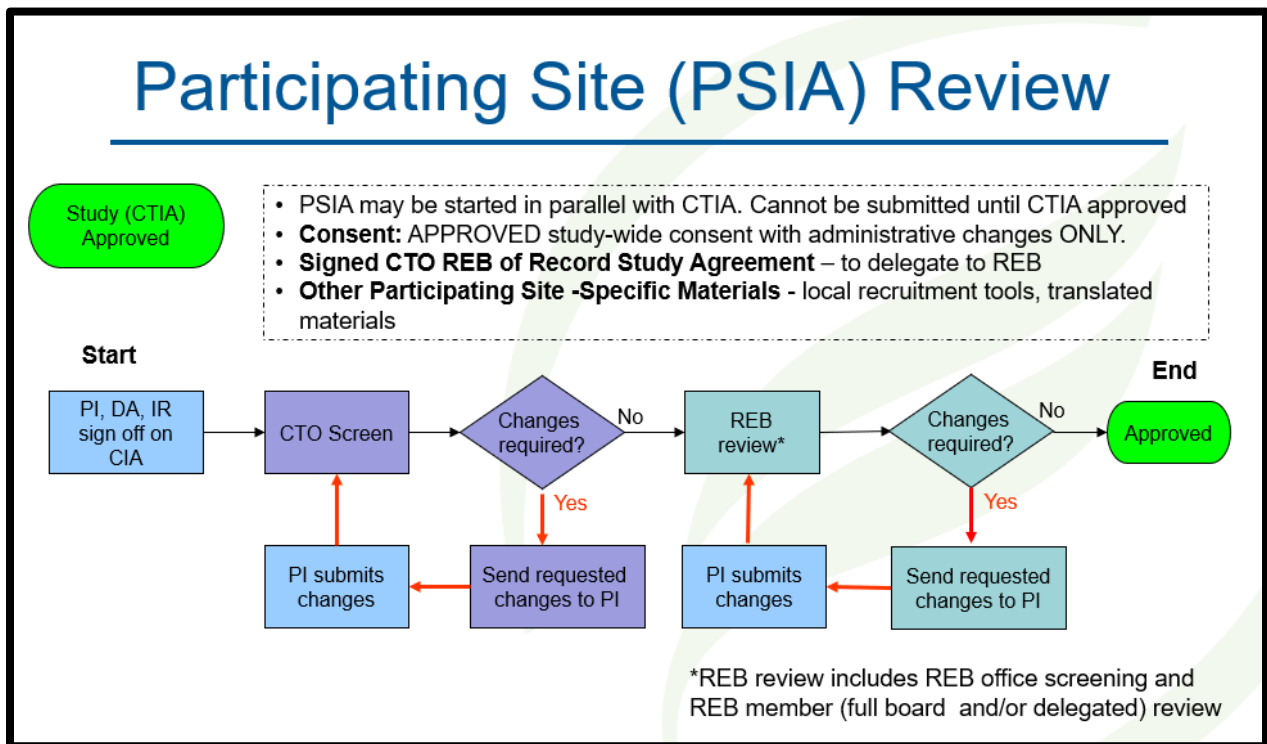 Participating Site (PSIA) Review
Study (CTIA)
Approved
• PSIA may be started in parallel with CTIA. Cannot be submitted until CTIA approved
• Consent: APPROVED study-wide consent with administrative changes ONLY.
• Signed CTO REB of Record Study Agreement – to delegate to REB
• Other Participating Site -Specific Materials - local recruitment tools, translated
materials
Start
End
PI, DA, IR
sign off on
CIA
CTO Screen
Changes
required?
No
REB
review*
Changes
required?
No
Approved
Yes
Yes
PI submits
changes
Send requested
changes to PI
PI submits
changes
Send requested
changes to PI
*REB review includes REB office screening and
REB member (full board  and/or delegated) review